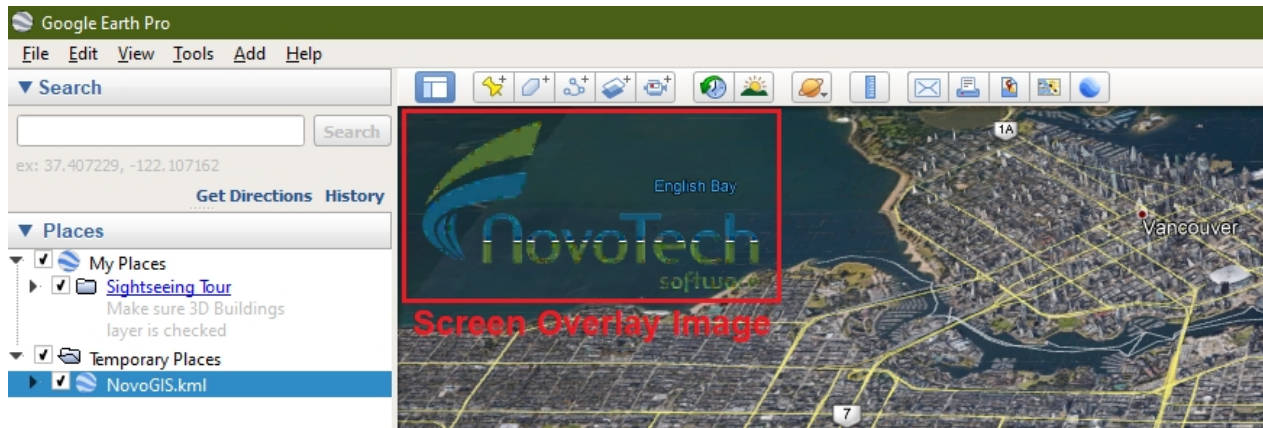 Google Earth Pro
File Edit View Tools Add Help
Search
Search
ex: 37.407229, -122.107162
Get Directions History
Places
My Places
Sightseeing Tour
Make sure 3D Buildings
layer is checked
Temporary Places
NovoGIS.kml
1A
English Bay
Vancouver
NovoTech
software
Screen Overlay Image
7